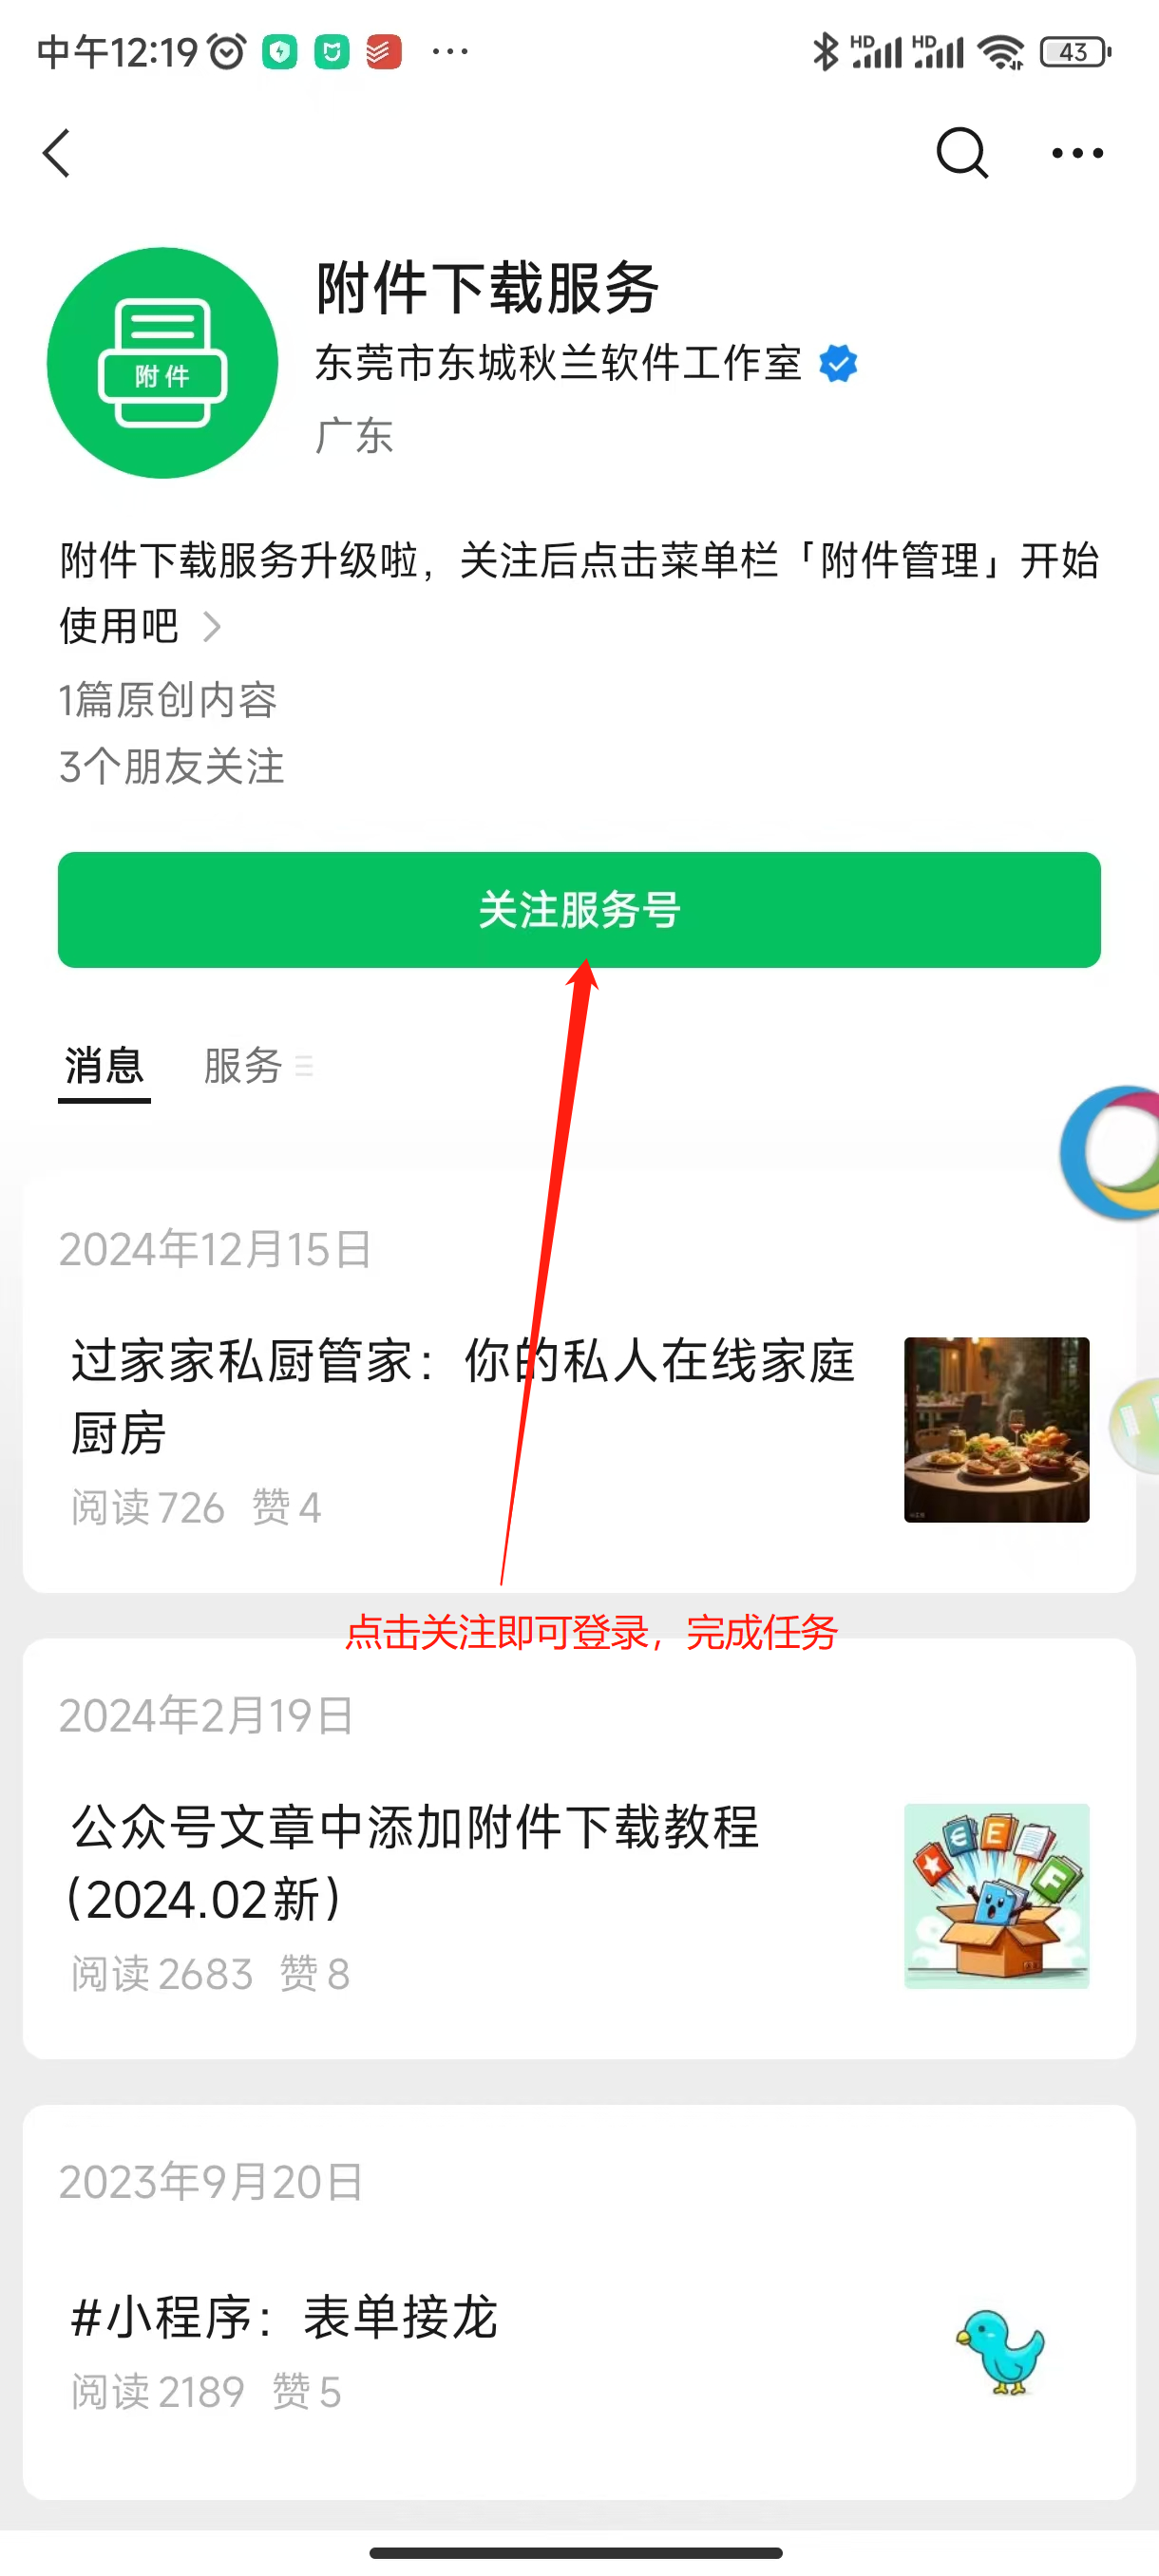 中午12:19
HD HD 43
附件下载服务
附件
东莞市东城秋兰软件工作室
广东
附件下载服务升级啦，关注后点击菜单栏「附件管理」开始
使用吧
1篇原创内容
3个朋友关注
关注服务号
消息 服务
2024年12月15日
过家家私厨管家：你的私人在线家庭
厨房
阅读 726 赞 4
点击关注即可登录，完成任务
2024年2月19日
公众号文章中添加附件下载教程
（2024.02新）
阅读 2683 赞 8
2023年9月20日
#小程序：表单接龙
阅读 2189 赞 5